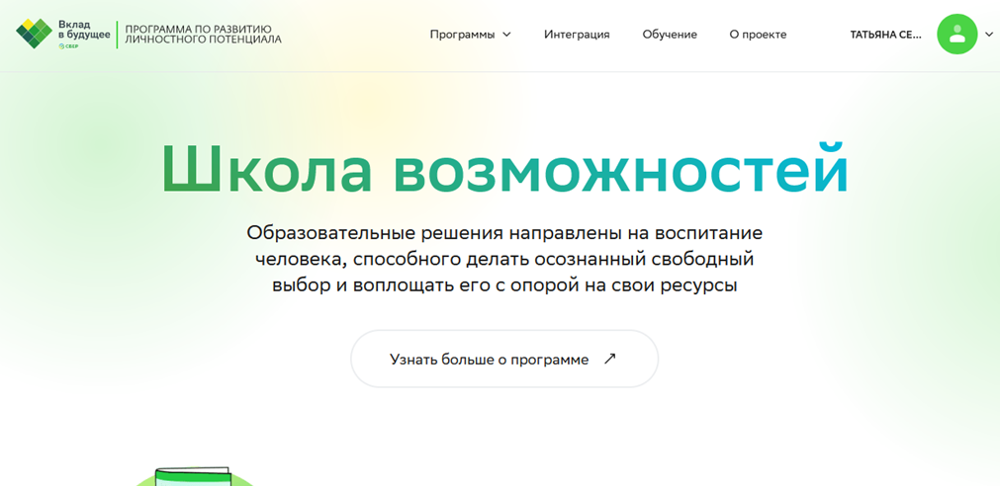 Вклад
в будущее
СБЕР
ПРОГРАММА ПО РАЗВИТИЮ
ЛИЧНОСТНОГО ПОТЕНЦИАЛА
Программы
Интеграция
Обучение
О проекте
ТАТЬЯНА СЕ...
Школа возможностей
Образовательные решения направлены на воспитание
человека, способного делать осознанный свободный
выбор и воплощать его с опорой на свои ресурсы
Узнать больше о программе